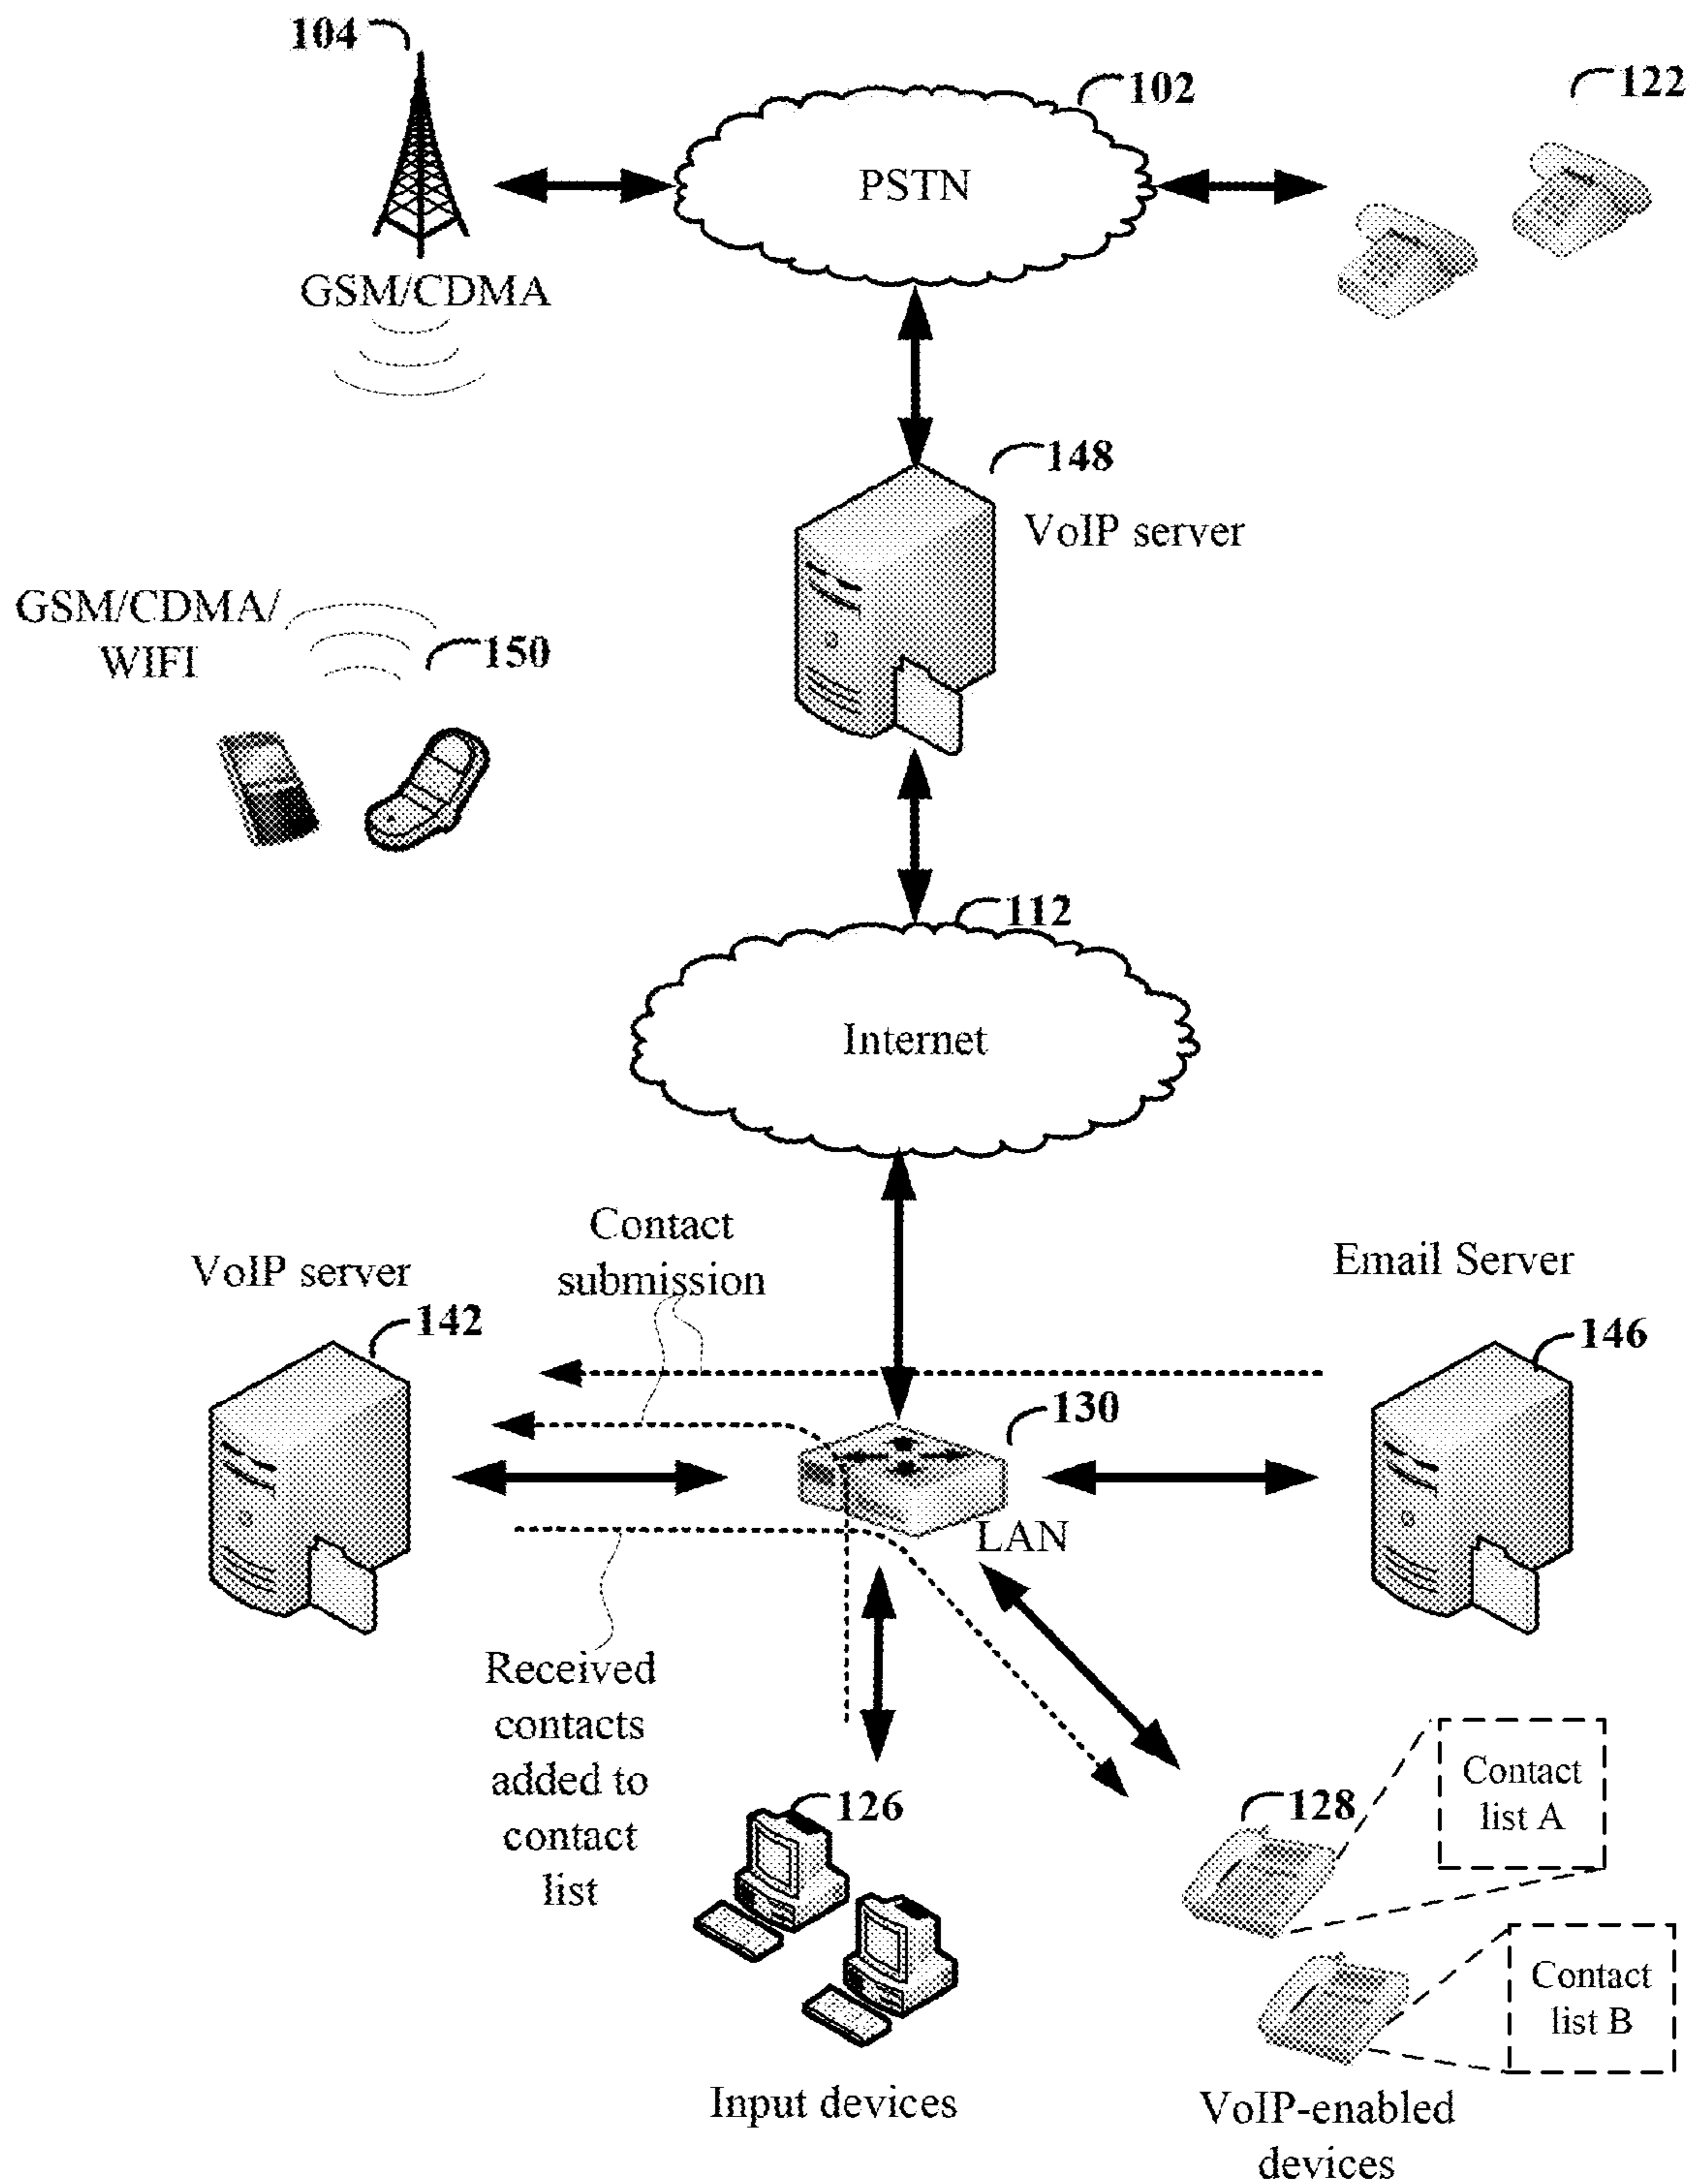 104
102
122
PSTN
GSM/CDMA
148
VoIP server
GSM/CDMA/
WIFI
150
112
Internet
Contact
submission
VoIP server
142
Email Server
146
130
LAN
Received
contacts
added to
contact
list
126
128
Contact
list A
Contact
list B
Input devices
VoIP-enabled
devices